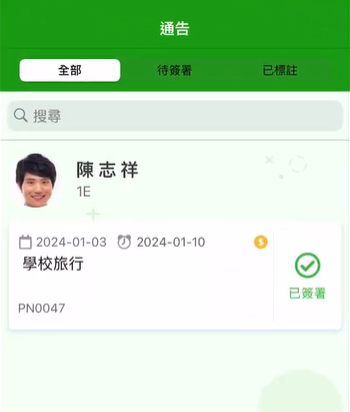 通告
全部 待簽署 已標註
搜尋
陳志祥
1E
2024-01-03 2024-01-10 $
學校旅行
已簽署
PN0047